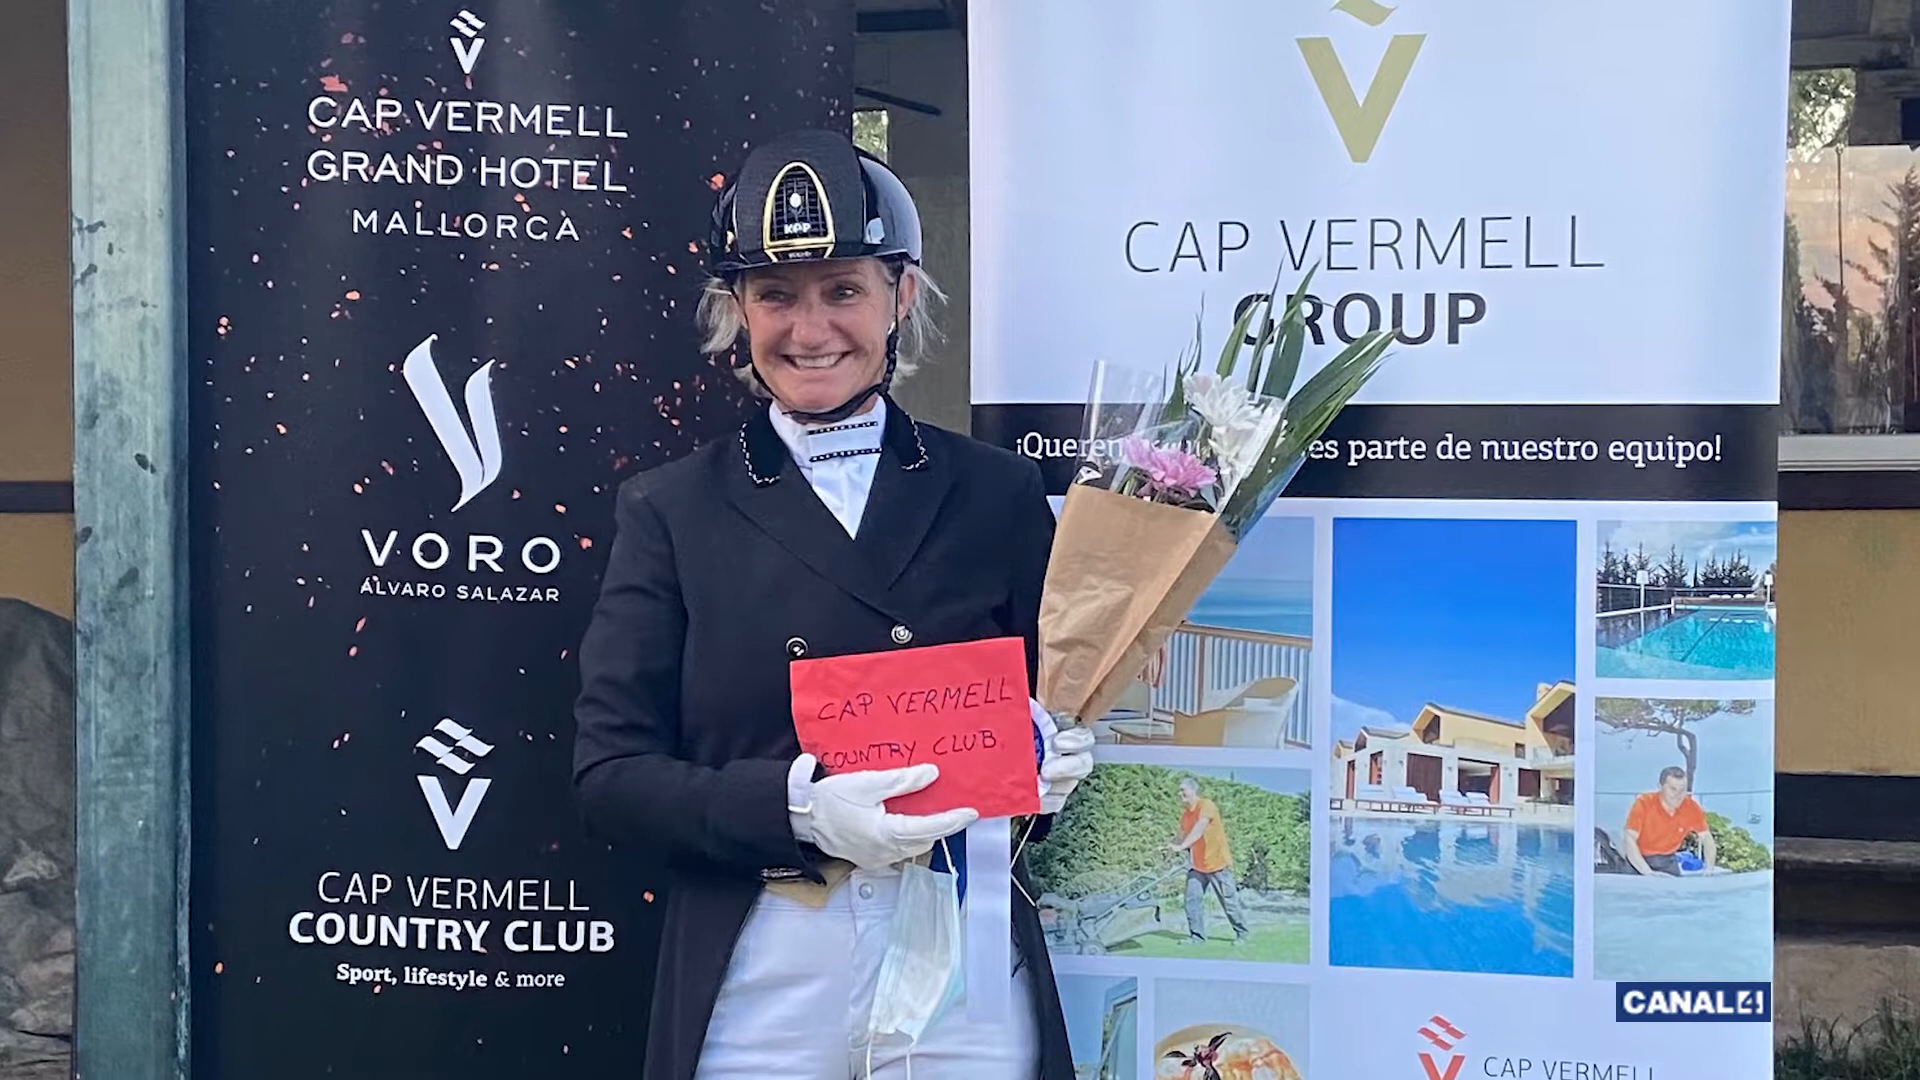 CAP VERMELL
GRAND HOTEL
MALLORCA
VORO
ÁLVARO SALAZAR
CAP VERMELL
COUNTRY CLUB
Sport, lifestyle & more
KEP
CAP VERMELL
COUNTRY CLUB
CAP VERMELL
GROUP
parte de nuestro equipo!
CAP VERMELL
CANAL4